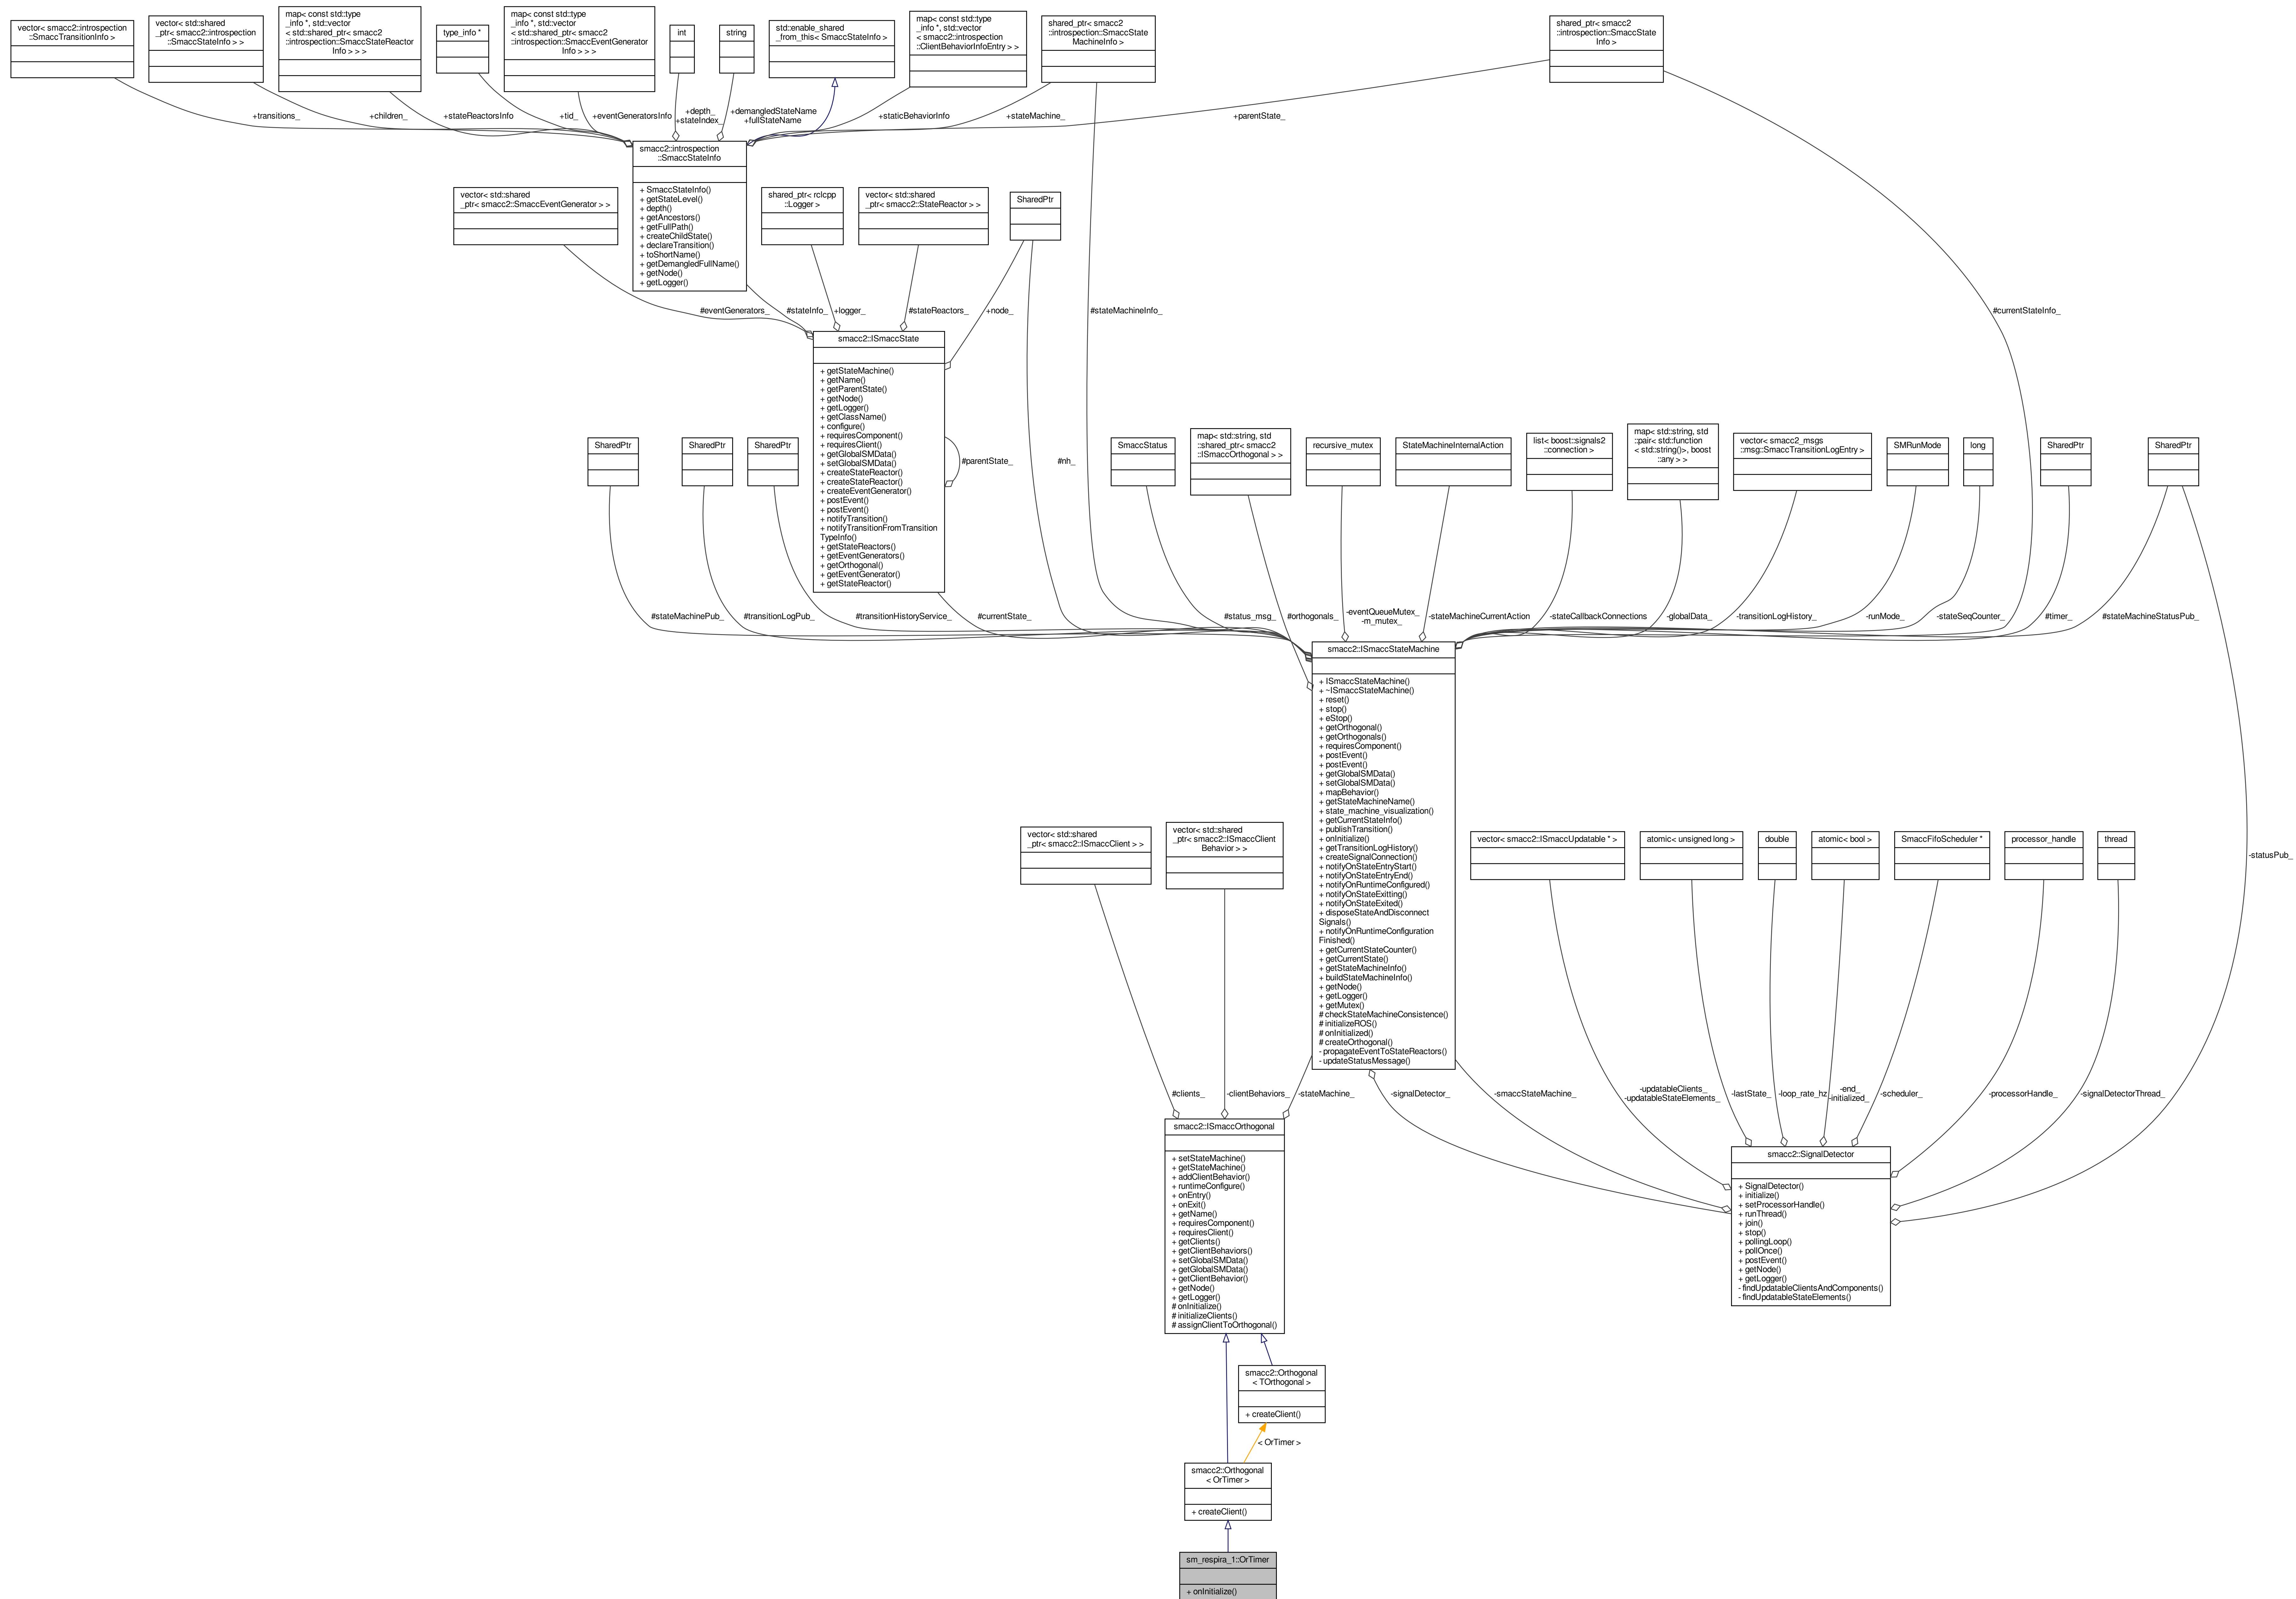 vector< smacc2::introspection
::SmaccTransitionInfo >
vector< std::shared
_ptr< smacc2::introspection
::SmaccStateInfo > >
map< const std::type
_info *, std::vector
< std::shared_ptr< smacc2
::introspection::SmaccStateReactor
Info > > >
type_info *
map< const std::type
_info *, std::vector
< std::shared_ptr< smacc2
::introspection::SmaccEventGenerator
Info > > >
int
string
std::enable_shared
_from_this< SmaccStateInfo >
map< const std::type
_info *, std::vector
< smacc2::introspection
::ClientBehaviorInfoEntry > >
shared_ptr< smacc2
::introspection::SmaccState
MachineInfo >
shared_ptr< smacc2
::introspection::SmaccState
Info >
+transitions_
+children_
+stateReactorsInfo
+tid_
+eventGeneratorsInfo
+depth_
+stateIndex_
+demangledStateName
+fullStateName
+staticBehaviorInfo
+stateMachine_
+parentState_
smacc2::introspection
::SmaccStateInfo
+ SmaccStateInfo()
+ getStateLevel()
+ depth()
+ getAncestors()
+ getFullPath()
+ createChildState()
+ declareTransition()
+ toShortName()
+ getDemangledFullName()
+ getNode()
+ getLogger()
vector< std::shared
_ptr< smacc2::SmaccEventGenerator > >
shared_ptr< rclcpp
::Logger >
vector< std::shared
_ptr< smacc2::StateReactor > >
SharedPtr
#eventGenerators_
#stateInfo_
+logger_
#stateReactors_
+node_
#stateMachineInfo_
#currentStateInfo_
smacc2::ISmaccState
+ getStateMachine()
+ getName()
+ getParentState()
+ getNode()
+ getLogger()
+ getClassName()
+ configure()
+ requiresComponent()
+ requiresClient()
+ getGlobalSMData()
+ setGlobalSMData()
+ createStateReactor()
+ createStateReactor()
+ createEventGenerator()
+ postEvent()
+ postEvent()
+ notifyTransition()
+ notifyTransitionFromTransition
TypeInfo()
+ getStateReactors()
+ getEventGenerators()
+ getOrthogonal()
+ getEventGenerator()
+ getStateReactor()
#parentState_
#nh_
SharedPtr
SharedPtr
SharedPtr
SmaccStatus
map< std::string, std
::shared_ptr< smacc2
::ISmaccOrthogonal > >
recursive_mutex
StateMachineInternalAction
list< boost::signals2
::connection >
map< std::string, std
::pair< std::function
< std::string()>, boost
::any > >
vector< smacc2_msgs
::msg::SmaccTransitionLogEntry >
SMRunMode
long
SharedPtr
SharedPtr
#stateMachinePub_
#transitionLogPub_
#transitionHistoryService_
#currentState_
#status_msg_
#orthogonals_
-eventQueueMutex_
-m_mutex_
-stateMachineCurrentAction
-stateCallbackConnections
-globalData_
-transitionLogHistory_
-runMode_
-stateSeqCounter_
#timer_
#stateMachineStatusPub_
smacc2::ISmaccStateMachine
+ ISmaccStateMachine()
+ ~ISmaccStateMachine()
+ reset()
+ stop()
+ eStop()
+ getOrthogonal()
+ getOrthogonals()
+ requiresComponent()
+ postEvent()
+ postEvent()
+ getGlobalSMData()
+ setGlobalSMData()
+ mapBehavior()
+ getStateMachineName()
+ state_machine_visualization()
+ getCurrentStateInfo()
+ publishTransition()
+ onInitialize()
+ getTransitionLogHistory()
+ createSignalConnection()
+ notifyOnStateEntryStart()
+ notifyOnStateEntryEnd()
+ notifyOnRuntimeConfigured()
+ notifyOnStateExitting()
+ notifyOnStateExited()
+ disposeStateAndDisconnect
Signals()
+ notifyOnRuntimeConfiguration
Finished()
+ getCurrentStateCounter()
+ getCurrentState()
+ getStateMachineInfo()
+ buildStateMachineInfo()
+ getNode()
+ getLogger()
+ getMutex()
# checkStateMachineConsistence()
# initializeROS()
# onInitialized()
# createOrthogonal()
- propagateEventToStateReactors()
- updateStatusMessage()
vector< std::shared
_ptr< smacc2::ISmaccClient > >
vector< std::shared
_ptr< smacc2::ISmaccClient
Behavior > >
vector< smacc2::ISmaccUpdatable * >
atomic< unsigned long >
double
atomic< bool >
SmaccFifoScheduler *
processor_handle
thread
-statusPub_
#clients_
-clientBehaviors_
-stateMachine_
-signalDetector_
-smaccStateMachine_
-updatableClients_
-updatableStateElements_
-lastState_
-loop_rate_hz
-end_
-initialized_
-scheduler_
-processorHandle_
-signalDetectorThread_
smacc2::ISmaccOrthogonal
+ setStateMachine()
+ getStateMachine()
+ addClientBehavior()
+ runtimeConfigure()
+ onEntry()
+ onExit()
+ getName()
+ requiresComponent()
+ requiresClient()
+ getClients()
+ getClientBehaviors()
+ setGlobalSMData()
+ getGlobalSMData()
+ getClientBehavior()
+ getNode()
+ getLogger()
# onInitialize()
# initializeClients()
# assignClientToOrthogonal()
smacc2::SignalDetector
+ SignalDetector()
+ initialize()
+ setProcessorHandle()
+ runThread()
+ join()
+ stop()
+ pollingLoop()
+ pollOnce()
+ postEvent()
+ getNode()
+ getLogger()
- findUpdatableClientsAndComponents()
- findUpdatableStateElements()
smacc2::Orthogonal
< TOrthogonal >
+ createClient()
< OrTimer >
smacc2::Orthogonal
< OrTimer >
+ createClient()
sm_respira_1::OrTimer
+ onInitialize()